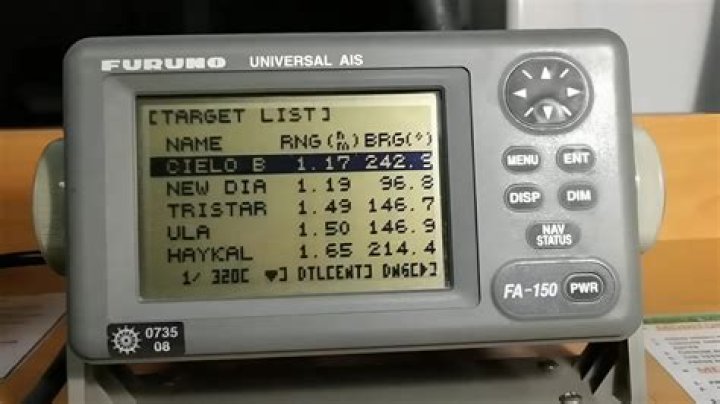 FURUNO UNIVERSAL AIS
[TARGET LIST]
NAME RNG(nm) BRG(°)
CIELO B 1.17 242.9
NEW DIA 1.19 96.8
TRISTAR 1.49 146.7
ULA 1.50 146.9
HAYKAL 1.65 214.4
1/ 320[ ▼] DTL[ENT] DNG[▶]
MENU ENT
DISP DIM
NAV
STATUS
FA-150 PWR
0735
08